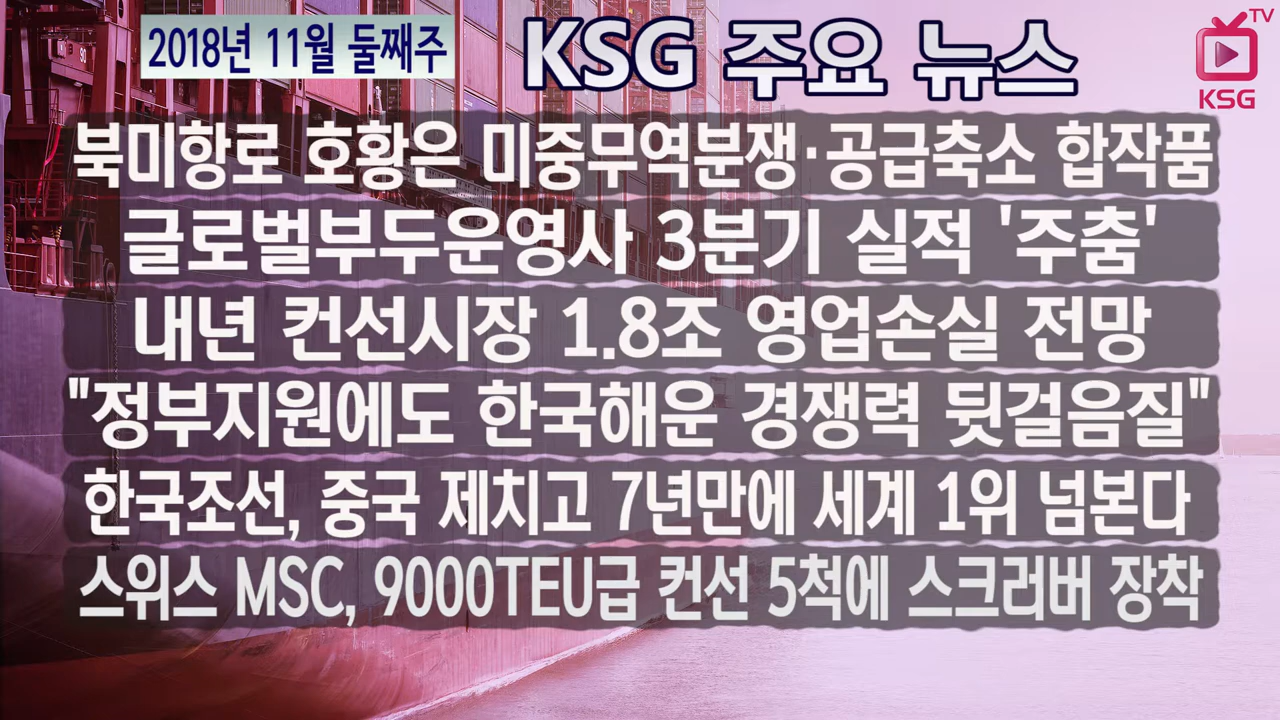 2018년 11월 둘째주
KSG 주요 뉴스
TV
KSG
북미항로 호황은 미중무역분쟁·공급축소 합작품
글로벌부두운영사 3분기 실적 '주춤'
내년 컨선시장 1.8조 영업손실 전망
"정부지원에도 한국해운 경쟁력 뒷걸음질"
한국조선, 중국 제치고 7년만에 세계 1위 넘본다
스위스 MSC, 9000TEU급 컨선 5척에 스크러버 장착